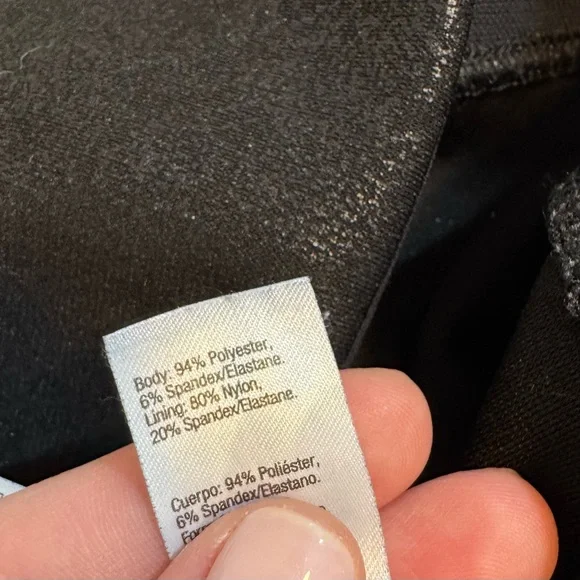 Body: 94% Polyester,
6% Spandex/Elastane.
Lining: 80% Nylon,
20% Spandex/Elastane.
Cuerpo: 94% Poliéster,
6% Spandex/Elastano.